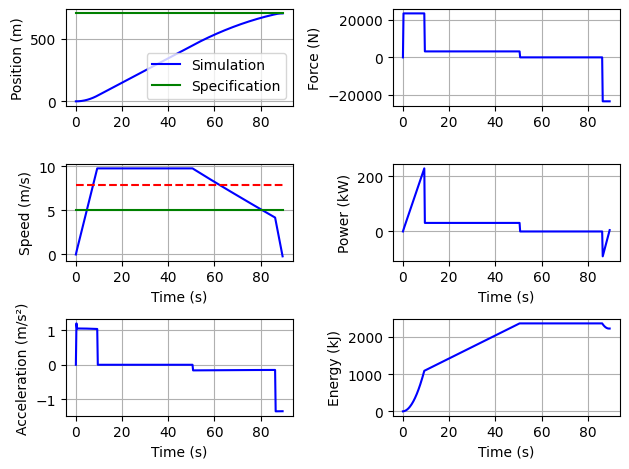 Position (m)
500
0
0 20 40 60 80
Simulation
Specification
Force (N)
20000
0
−20000
0 20 40 60 80
Speed (m/s)
10
5
0
0 20 40 60 80
Time (s)
Power (kW)
200
0
0 20 40 60 80
Time (s)
Acceleration (m/s²)
1
0
−1
0 20 40 60 80
Time (s)
Energy (kJ)
2000
1000
0
0 20 40 60 80
Time (s)